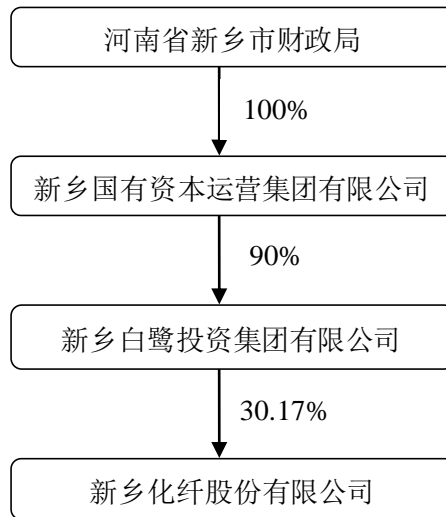 河南省新乡市财政局
100%
新乡国有资本运营集团有限公司
90%
新乡白鹭投资集团有限公司
30.17%
新乡化纤股份有限公司